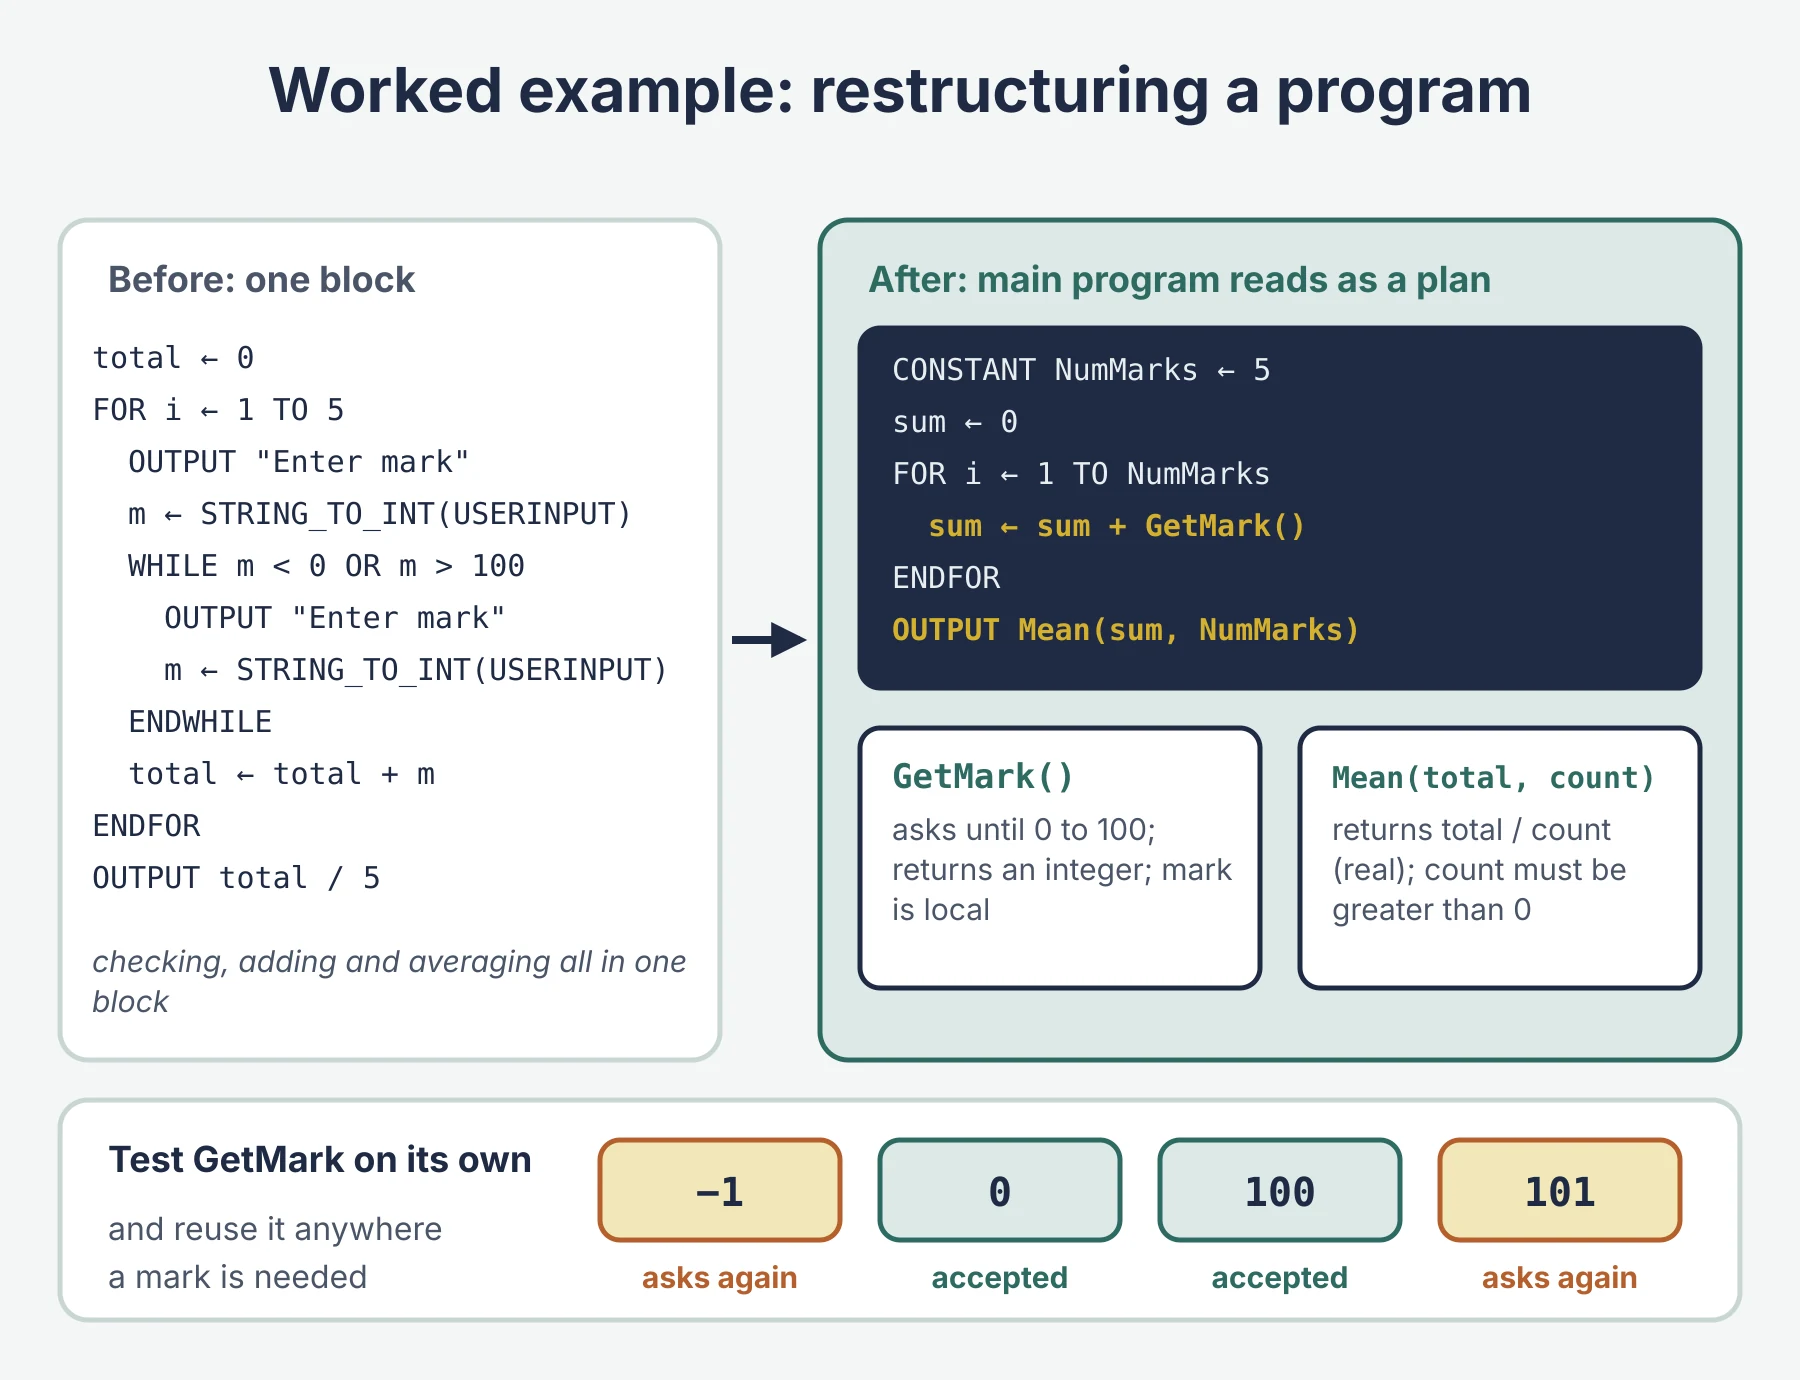 Worked example: restructuring a program
Before: one block
total ← 0
FOR i ← 1 TO 5
  OUTPUT "Enter mark"
  m ← STRING_TO_INT(USERINPUT)
  WHILE m < 0 OR m > 100
    OUTPUT "Enter mark"
    m ← STRING_TO_INT(USERINPUT)
  ENDWHILE
  total ← total + m
ENDFOR
OUTPUT total / 5
checking, adding and averaging all in one
block
After: main program reads as a plan
CONSTANT NumMarks ← 5
sum ← 0
FOR i ← 1 TO NumMarks
  sum ← sum + GetMark()
ENDFOR
OUTPUT Mean(sum, NumMarks)
GetMark()
asks until 0 to 100;
returns an integer; mark
is local
Mean(total, count)
returns total / count
(real); count must be
greater than 0
Test GetMark on its own
and reuse it anywhere
a mark is needed
−1
asks again
0
accepted
100
accepted
101
asks again